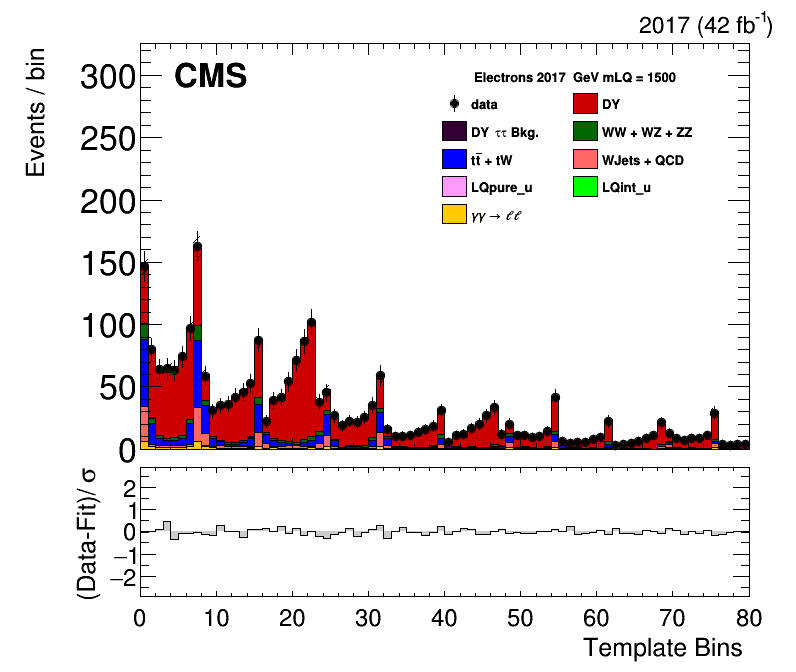 2017 (42 fb-1)
CMS
Events / bin
300
250
200
150
100
50
0
Electrons 2017 GeV mLQ = 1500
data
DY
DY ττ Bkg.
WW + WZ + ZZ
tt̅ + tW
WJets + QCD
LQpure_u
LQint_u
γγ → ℓℓ
(Data-Fit)/ σ
2
1
0
−1
−2
0 10 20 30 40 50 60 70 80
Template Bins